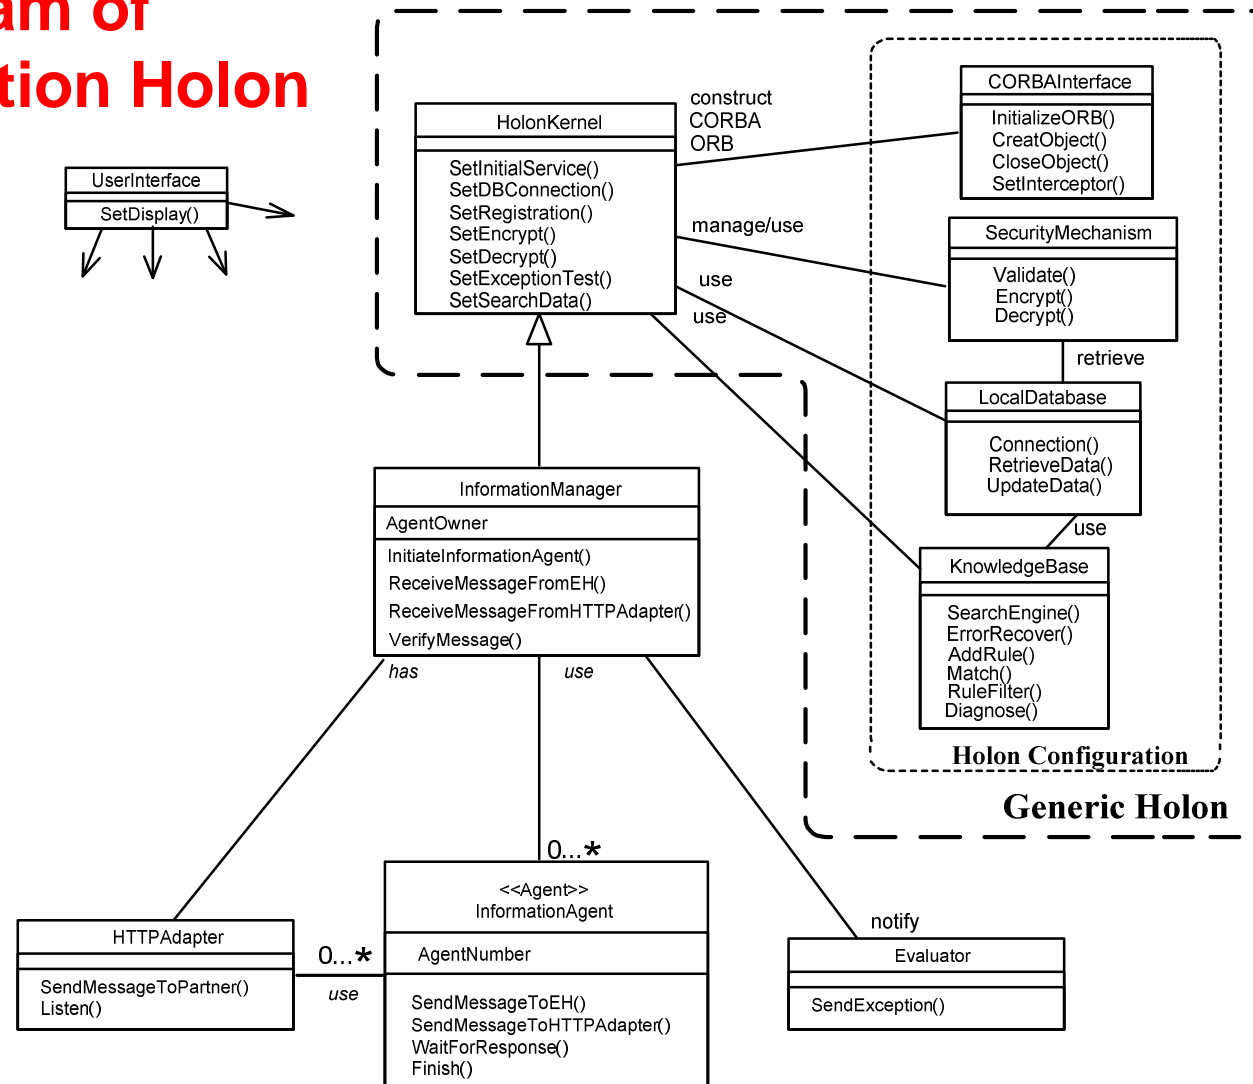 am of
tion Holon
UserInterface
SetDisplay()
HolonKernel
SetInitialService()
SetDBConnection()
SetRegistration()
SetEncrypt()
SetDecrypt()
SetExceptionTest()
SetSearchData()
construct
CORBA
ORB
manage/use
use
use
CORBAInterface
InitializeORB()
CreatObject()
CloseObject()
SetInterceptor()
SecurityMechanism
Validate()
Encrypt()
Decrypt()
retrieve
LocalDatabase
Connection()
RetrieveData()
UpdateData()
use
KnowledgeBase
SearchEngine()
ErrorRecover()
AddRule()
Match()
RuleFilter()
Diagnose()
Holon Configuration
Generic Holon
InformationManager
AgentOwner
InitiateInformationAgent()
ReceiveMessageFromEH()
ReceiveMessageFromHTTPAdapter()
VerifyMessage()
has
use
0...*
<<Agent>>
InformationAgent
AgentNumber
SendMessageToEH()
SendMessageToHTTPAdapter()
WaitForResponse()
Finish()
HTTPAdapter
SendMessageToPartner()
Listen()
0...*
use
notify
Evaluator
SendException()